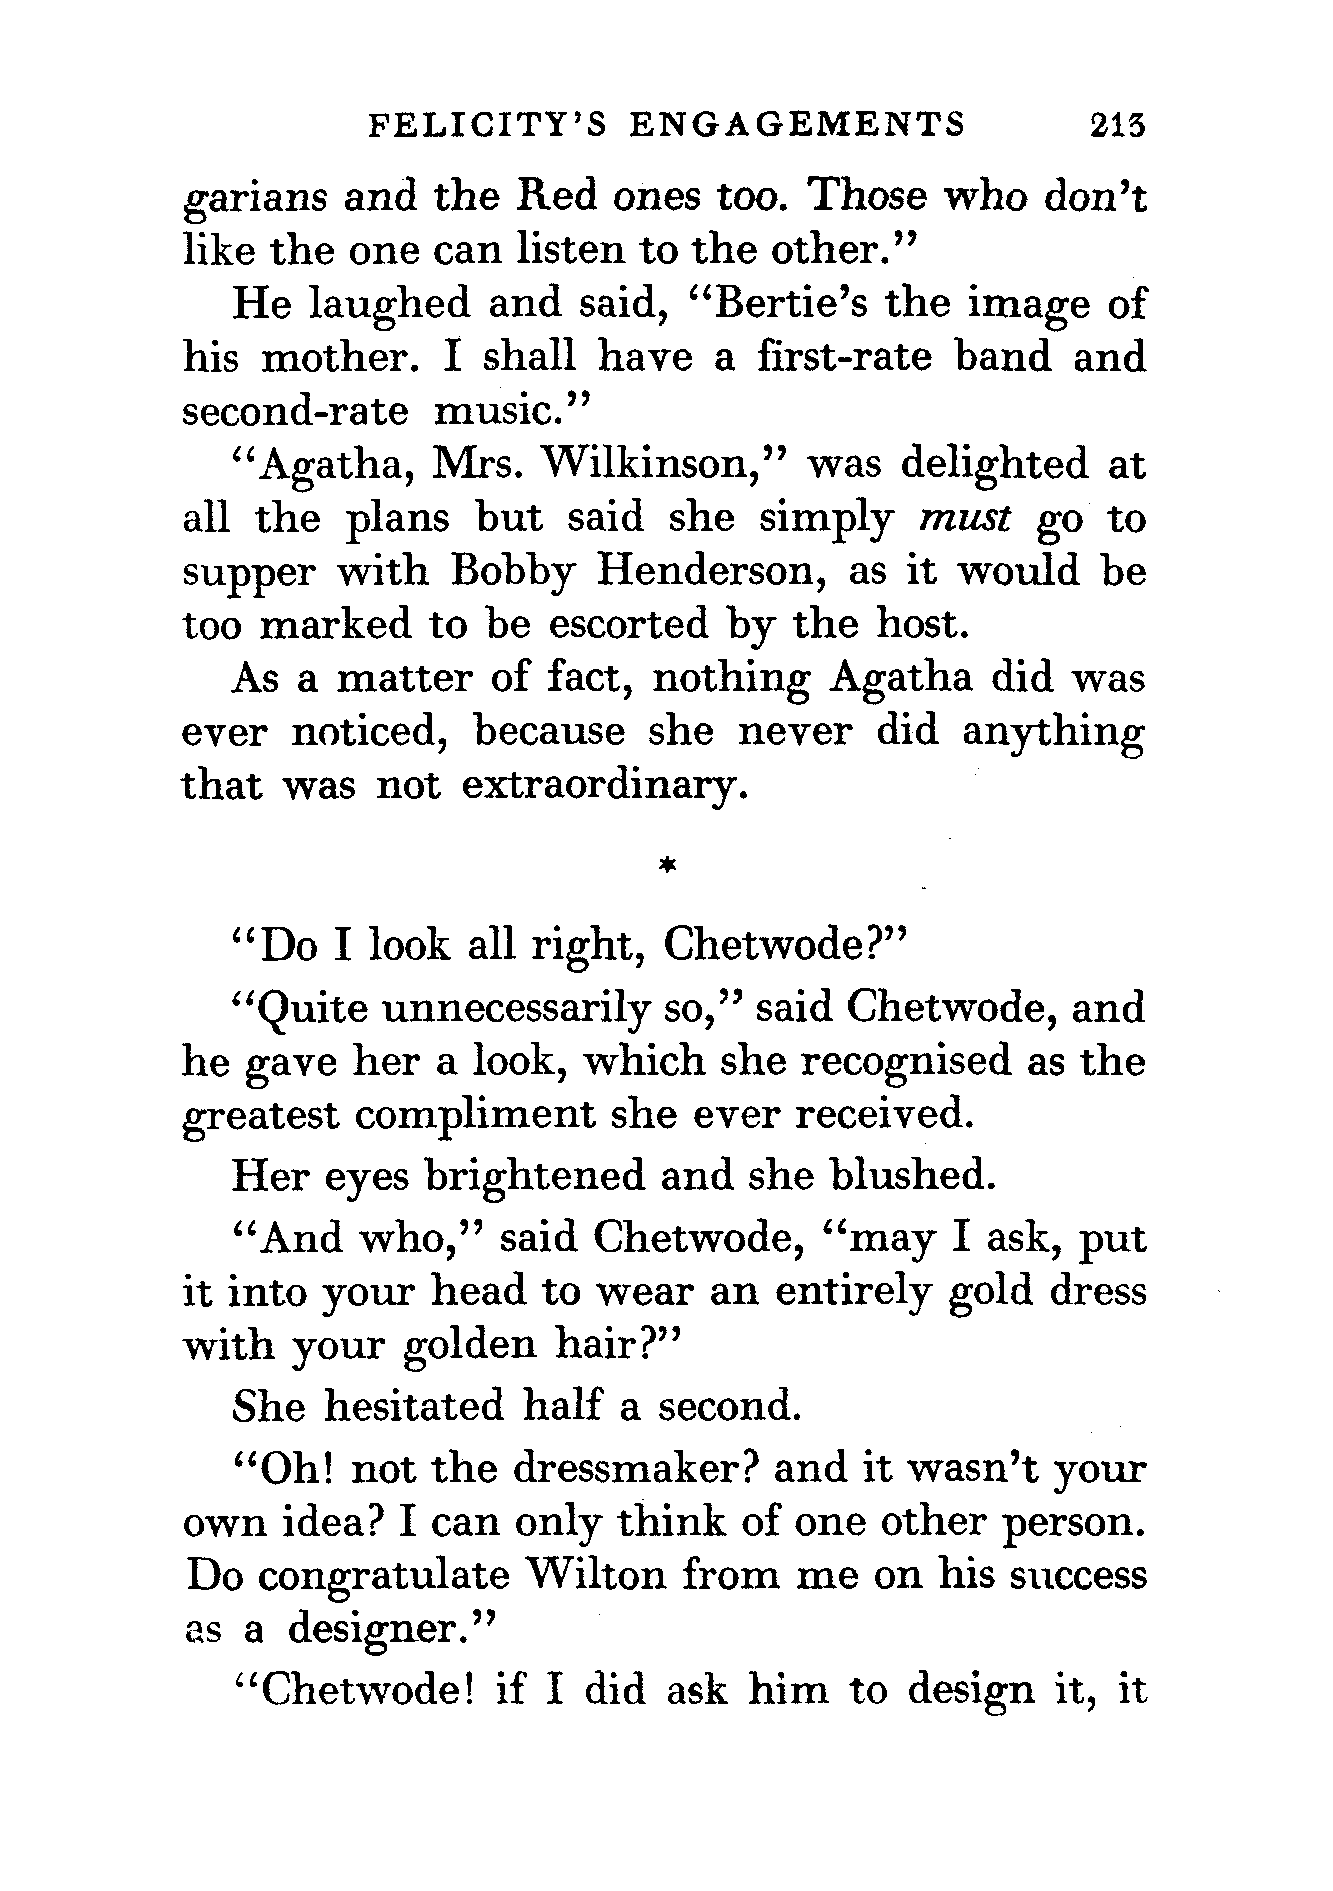 FELICITY'S ENGAGEMENTS 213
garians and the Red ones too. Those who don't
like the one can listen to the other."
He laughed and said, "Bertie's the image of
his mother. I shall have a first-rate band and
second-rate music."
"Agatha, Mrs. Wilkinson," was delighted at
all the plans but said she simply must go to
supper with Bobby Henderson, as it would be
too marked to be escorted by the host.
As a matter of fact, nothing Agatha did was
ever noticed, because she never did anything
that was not extraordinary.
*
"Do I look all right, Chetwode?"
"Quite unnecessarily so," said Chetwode, and
he gave her a look, which she recognised as the
greatest compliment she ever received.
Her eyes brightened and she blushed.
"And who," said Chetwode, "may I ask, put
it into your head to wear an entirely gold dress
with your golden hair?"
She hesitated half a second.
"Oh! not the dressmaker? and it wasn't your
own idea? I can only think of one other person.
Do congratulate Wilton from me on his success
as a designer."
"Chetwode! if I did ask him to design it, it